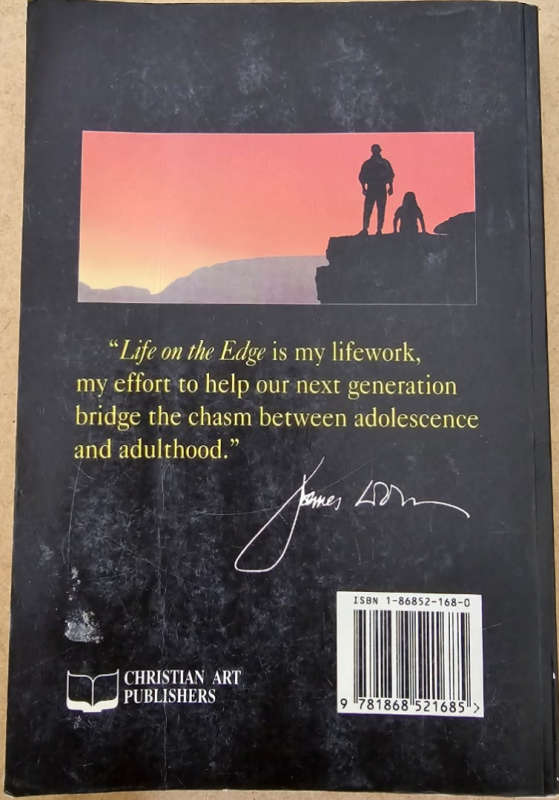 “Life on the Edge is my lifework,
my effort to help our next generation
bridge the chasm between adolescence
and adulthood.”
James
ISBN 1-86852-168-0
9 781868 521685 >
CHRISTIAN ART
PUBLISHERS